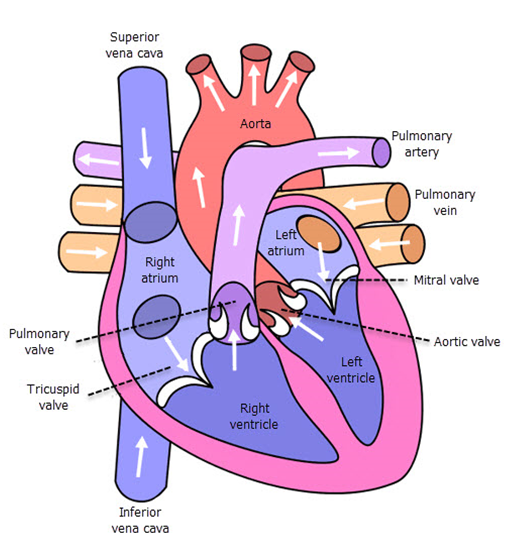 Superior
vena cava
Aorta
Pulmonary
artery
Pulmonary
vein
Left
atrium
Right
atrium
Mitral valve
Pulmonary
valve
Aortic valve
Left
ventricle
Tricuspid
valve
Right
ventricle
Inferior
vena cava